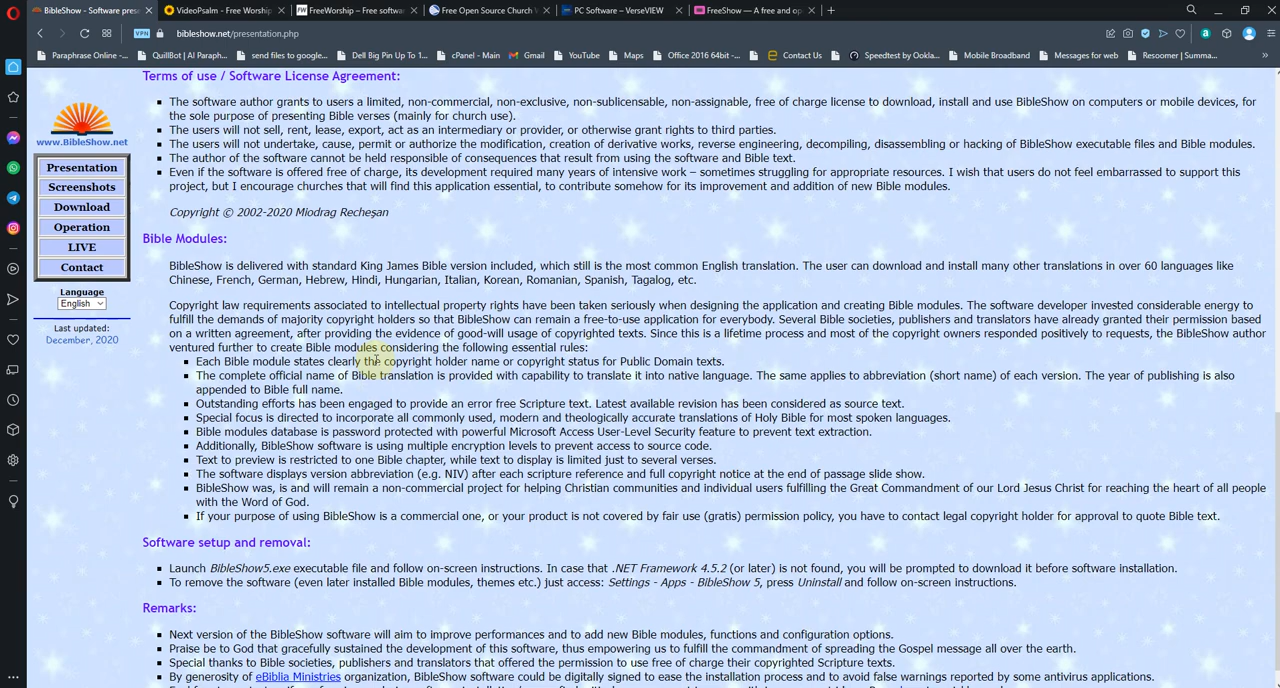 BibleShow - Software prese
VideoPsalm - Free Worship
FreeWorship – Free softwar
Free Open Source Church
PC Software – VerseVIEW
FreeShow — A free and op
VPN
bibleshow.net/presentation.php
Paraphrase Online -...
QuillBot | AI Paraph...
send files to google...
Dell Big Pin Up To 1...
cPanel - Main
Gmail
YouTube
Maps
Office 2016 64bit -...
Contact Us
Speedtest by Ookla...
Mobile Broadband
Messages for web
Resoomer | Summa...
www.BibleShow.net
Presentation
Screenshots
Download
Operation
LIVE
Contact
Language
English
Last updated:
December, 2020
Terms of use / Software License Agreement:
The software author grants to users a limited, non-commercial, non-exclusive, non-sublicensable, non-assignable, free of charge license to download, install and use BibleShow on computers or mobile devices, for
the sole purpose of presenting Bible verses (mainly for church use).
The users will not sell, rent, lease, export, act as an intermediary or provider, or otherwise grant rights to third parties.
The users will not undertake, cause, permit or authorize the modification, creation of derivative works, reverse engineering, decompiling, disassembling or hacking of BibleShow executable files and Bible modules.
The author of the software cannot be held responsible of consequences that result from using the software and Bible text.
Even if the software is offered free of charge, its development required many years of intensive work – sometimes struggling for appropriate resources. I wish that users do not feel embarrassed to support this
project, but I encourage churches that will find this application essential, to contribute somehow for its improvement and addition of new Bible modules.
Copyright © 2002-2020 Miodrag Recheşan
Bible Modules:
BibleShow is delivered with standard King James Bible version included, which still is the most common English translation. The user can download and install many other translations in over 60 languages like
Chinese, French, German, Hebrew, Hindi, Hungarian, Italian, Korean, Romanian, Spanish, Tagalog, etc.
Copyright law requirements associated to intellectual property rights have been taken seriously when designing the aplication and creating Bible modules. The software developer invested considerable energy to
fulfill the demands of majority copyright holders so that BibleShow can remain a free-to-use application for everybody. Several Bible societies, publishers and translators have already granted their permission based
on a written agreement, after providing the evidence of good-will usage of copyrighted texts. Since this is a lifetime process and most of the copyright owners responded positively to requests, the BibleShow author
ventured further to create Bible modules considering the following essential rules:
Each Bible module states clearly the copyright holder name or copyright status for Public Domain texts.
The complete official name of Bible translation is provided with capability to translate it into native language. The same applies to abbreviation (short name) of each version. The year of publishing is also
appended to Bible full name.
Outstanding efforts has been engaged to provide an error free Scripture text. Latest available revision has been considered as source text.
Special focus is directed to incorporate all commonly used, modern and theologically accurate translations of Holy Bible for most spoken languages.
Bible modules database is password protected with powerful Microsoft Access User-Level Security feature to prevent text extraction.
Additionally, BibleShow software is using multiple encryption levels to prevent access to source code.
Text to preview is restricted to one Bible chapter, while text to display is limited just to several verses.
The software displays version abbreviation (e.g. NIV) after each scripture reference and full copyright notice at the end of passage slide show.
BibleShow was, is and will remain a non-commercial project for helping Christian communities and individual users fulfilling the Great Commandment of our Lord Jesus Christ for reaching the heart of all people
with the Word of God.
If your purpose of using BibleShow is a commercial one, or your product is not covered by fair use (gratis) permission policy, you have to contact legal copyright holder for approval to quote Bible text.
Software setup and removal:
Launch BibleShow5.exe executable file and follow on-screen instructions. In case that .NET Framework 4.5.2 (or later) is not found, you will be prompted to download it before software installation.
To remove the software (even later installed Bible modules, themes etc.) just access: Settings - Apps - BibleShow 5, press Uninstall and follow on-screen instructions.
Remarks:
Next version of the BibleShow software will aim to improve performances and to add new Bible modules, functions and configuration options.
Praise be to God that gracefully sustained the development of this software, thus empowering us to fulfill the commandment of spreading the Gospel message all over the earth.
Special thanks to Bible societies, publishers and translators that offered the permission to use free of charge their copyrighted Scripture texts.
By generosity of eBiblia Ministries organization, BibleShow software could be digitally signed to ease the installation process and to avoid false warnings reported by some antivirus applications.